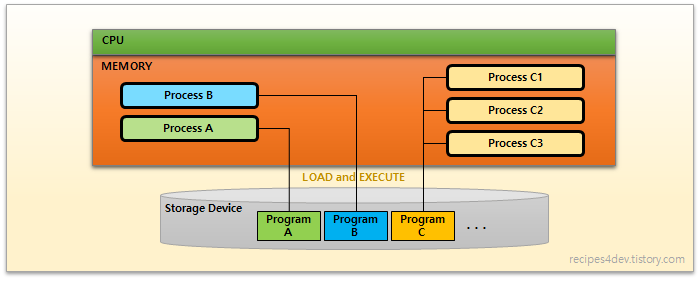 CPU
MEMORY
Process B
Process A
Process C1
Process C2
Process C3
LOAD and EXECUTE
Storage Device
Program
A
Program
B
Program
C
. . .
recipes4dev.tistory.com